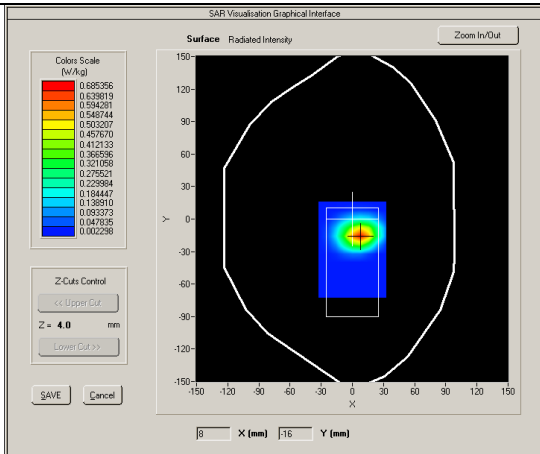 SAR Visualisation Graphical Interface
Surface Radiated Intensity
Zoom In/Out
Colors Scale
(W/kg)
0.685356
0.639819
0.594281
0.548744
0.503207
0.457670
0.412133
0.366596
0.321058
0.275521
0.229984
0.184447
0.138910
0.093373
0.047835
0.002298
Z-Cuts Control
<< Upper Cut
Z = 4.0 mm
Lower Cut >>
SAVE Cancel
150
120
90
60
30
0
-30
-60
-90
-120
-150
Y
-150 -120 -90 -60 -30 0 30 60 90 120 150
X
8 X (mm) -16 Y (mm)